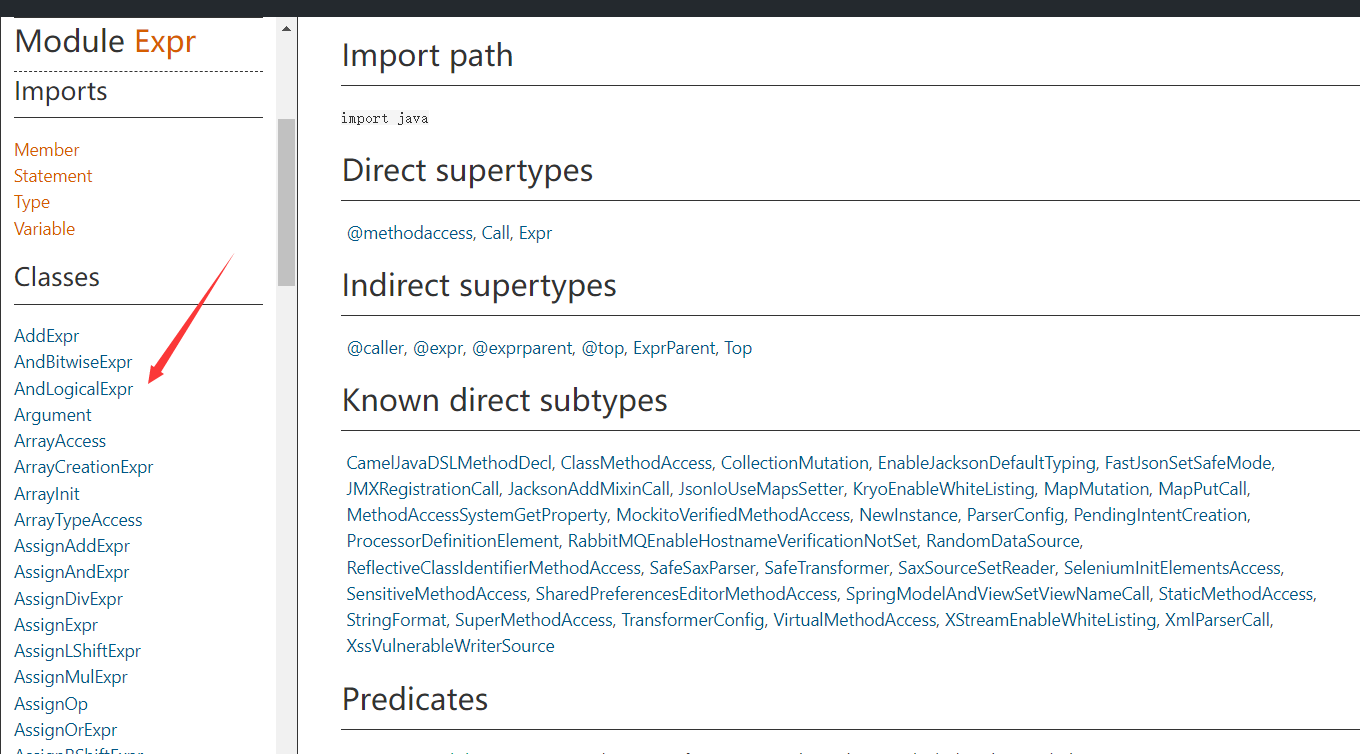 Module Expr
Imports
Member
Statement
Type
Variable
Classes
AddExpr
AndBitwiseExpr
AndLogicalExpr
Argument
ArrayAccess
ArrayCreationExpr
ArrayInit
ArrayTypeAccess
AssignAddExpr
AssignAndExpr
AssignDivExpr
AssignExpr
AssignLShiftExpr
AssignMulExpr
AssignOp
AssignOrExpr
AssignRShiftExpr
Import path
import java
Direct supertypes
@methodaccess, Call, Expr
Indirect supertypes
@caller, @expr, @exprparent, @top, ExprParent, Top
Known direct subtypes
CamelJavaDSLMethodDecl, ClassMethodAccess, CollectionMutation, EnableJacksonDefaultTyping, FastJsonSetSafeMode,
JMXRegistrationCall, JacksonAddMixinCall, JsonIoUseMapsSetter, KryoEnableWhiteListing, MapMutation, MapPutCall,
MethodAccessSystemGetProperty, MockitoVerifiedMethodAccess, NewInstance, ParserConfig, PendingIntentCreation,
ProcessorDefinitionElement, RabbitMQEnableHostnameVerificationNotSet, RandomDataSource,
ReflectiveClassIdentifierMethodAccess, SafeSaxParser, SafeTransformer, SaxSourceSetReader, SeleniumInitElementsAccess,
SensitiveMethodAccess, SharedPreferencesEditorMethodAccess, SpringModelAndViewSetViewNameCall, StaticMethodAccess,
StringFormat, SuperMethodAccess, TransformerConfig, VirtualMethodAccess, XStreamEnableWhiteListing, XmlParserCall,
XssVulnerableWriterSource
Predicates